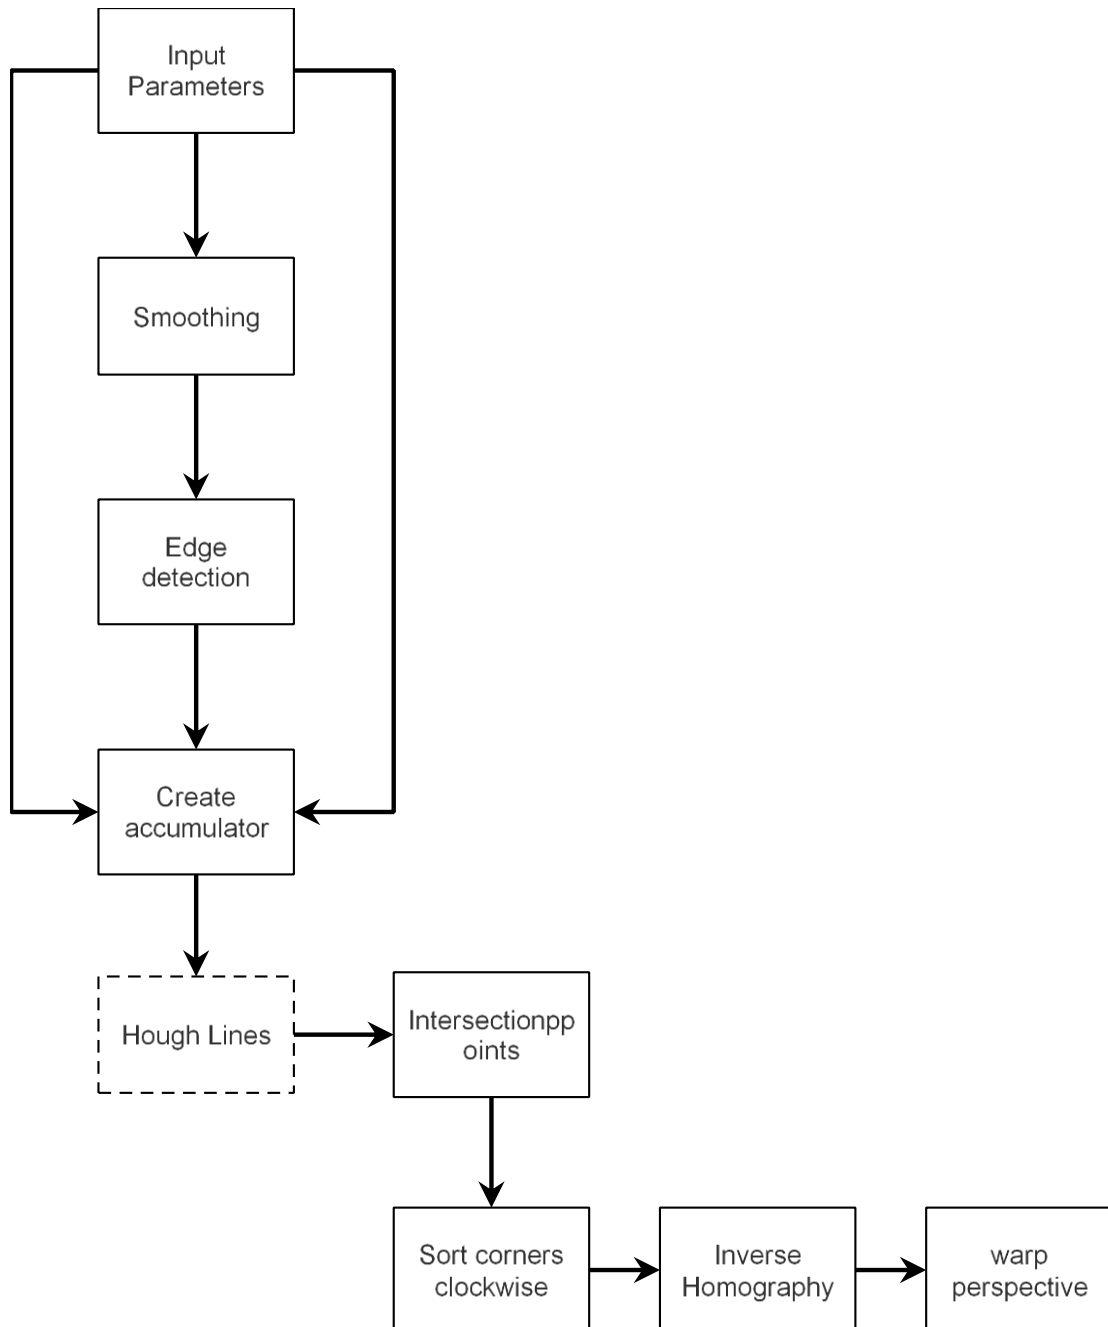 Input
Parameters
Smoothing
Edge
detection
Create
accumulator
Hough Lines
Intersectionpp
oints
Sort corners
clockwise
Inverse
Homography
warp
perspective